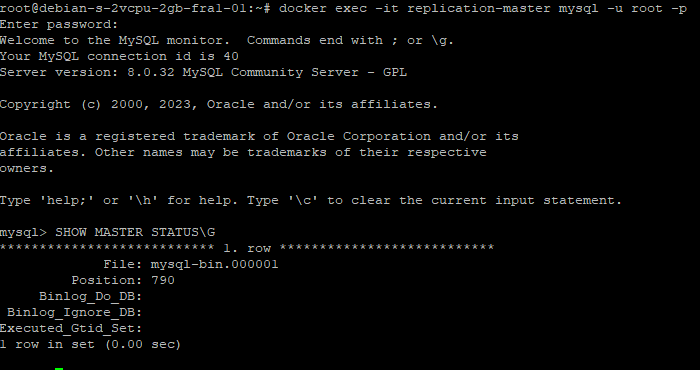 root@debian-s-2vcpu-2gb-fra1-01:~# docker exec -it replication-master mysql -u root -p
Enter password:
Welcome to the MySQL monitor.  Commands end with ; or \g.
Your MySQL connection id is 40
Server version: 8.0.32 MySQL Community Server - GPL

Copyright (c) 2000, 2023, Oracle and/or its affiliates.

Oracle is a registered trademark of Oracle Corporation and/or its
affiliates. Other names may be trademarks of their respective
owners.

Type 'help;' or '\h' for help. Type '\c' to clear the current input statement.

mysql> SHOW MASTER STATUS\G
*************************** 1. row ***************************
             File: mysql-bin.000001
         Position: 790
     Binlog_Do_DB:
 Binlog_Ignore_DB:
Executed_Gtid_Set:
1 row in set (0.00 sec)